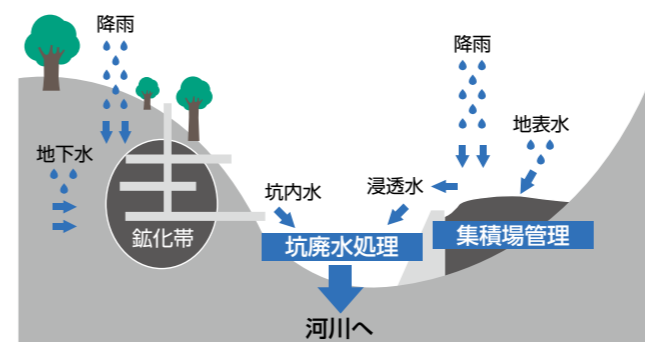 降雨
降雨
地表水
地下水
坑内水
浸透水
鉱化帯
坑廃水処理
集積場管理
河川へ